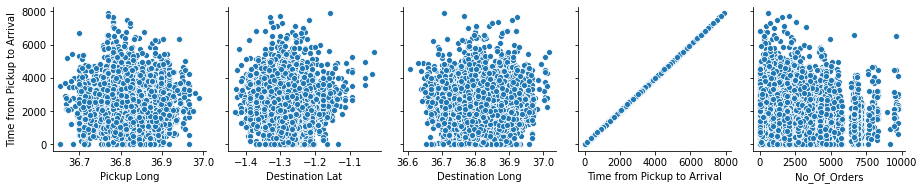 Time from Pickup to Arrival
8000
6000
4000
2000
0
36.7 36.8 36.9 37.0
Pickup Long
−1.4 −1.3 −1.2 −1.1
Destination Lat
36.6 36.7 36.8 36.9 37.0
Destination Long
0 2000 4000 6000 8000
Time from Pickup to Arrival
0 2500 5000 7500 10000
No_Of_Orders